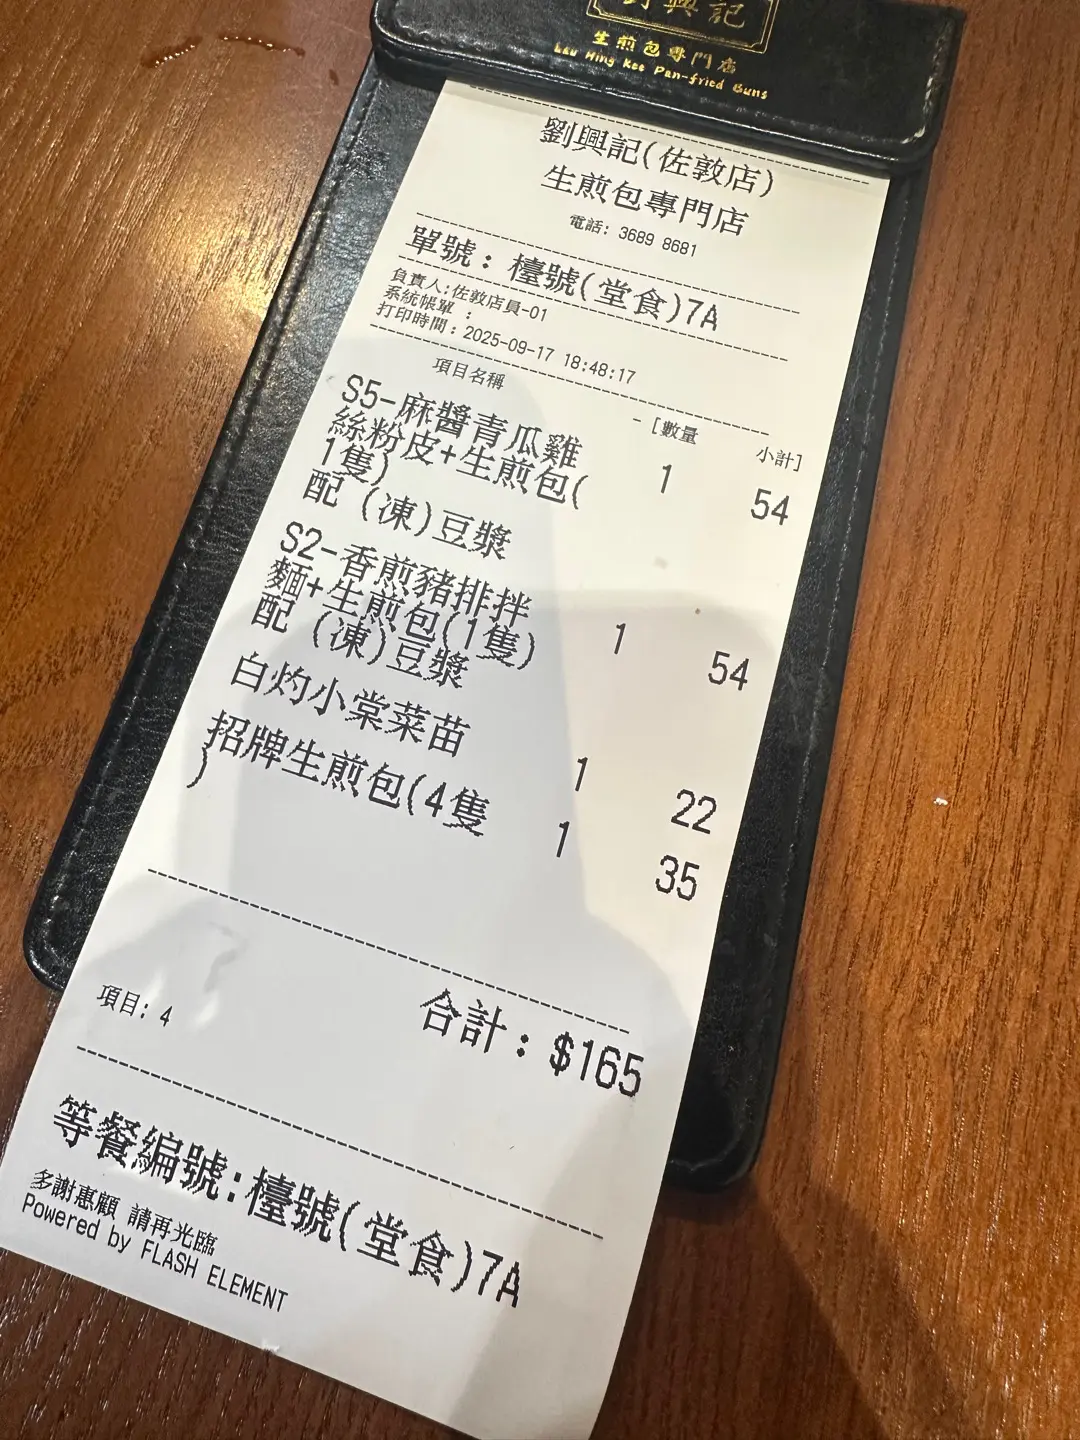 興記
生煎包專門店
Lau Hing Kee Pan-fried Buns
劉興記(佐敦店)
生煎包專門店
電話: 3689 8681
單號: 檯號(堂食)7A
負責人:佐敦店員-01
系統帳單 :
打印時間: 2025-09-17 18:48:17
項目名稱 - [數量 小計]
S5-麻醬青瓜雞 1 54
絲粉皮+生煎包(
1隻)
配 (凍)豆漿
S2-香煎豬排拌 1 54
麵+生煎包(1隻)
配 (凍)豆漿
白灼小棠菜苗 1 22
招牌生煎包(4隻 1 35
)
項目: 4 合計: $165
等餐編號:檯號(堂食)7A
多謝惠顧 請再光臨
Powered by FLASH ELEMENT